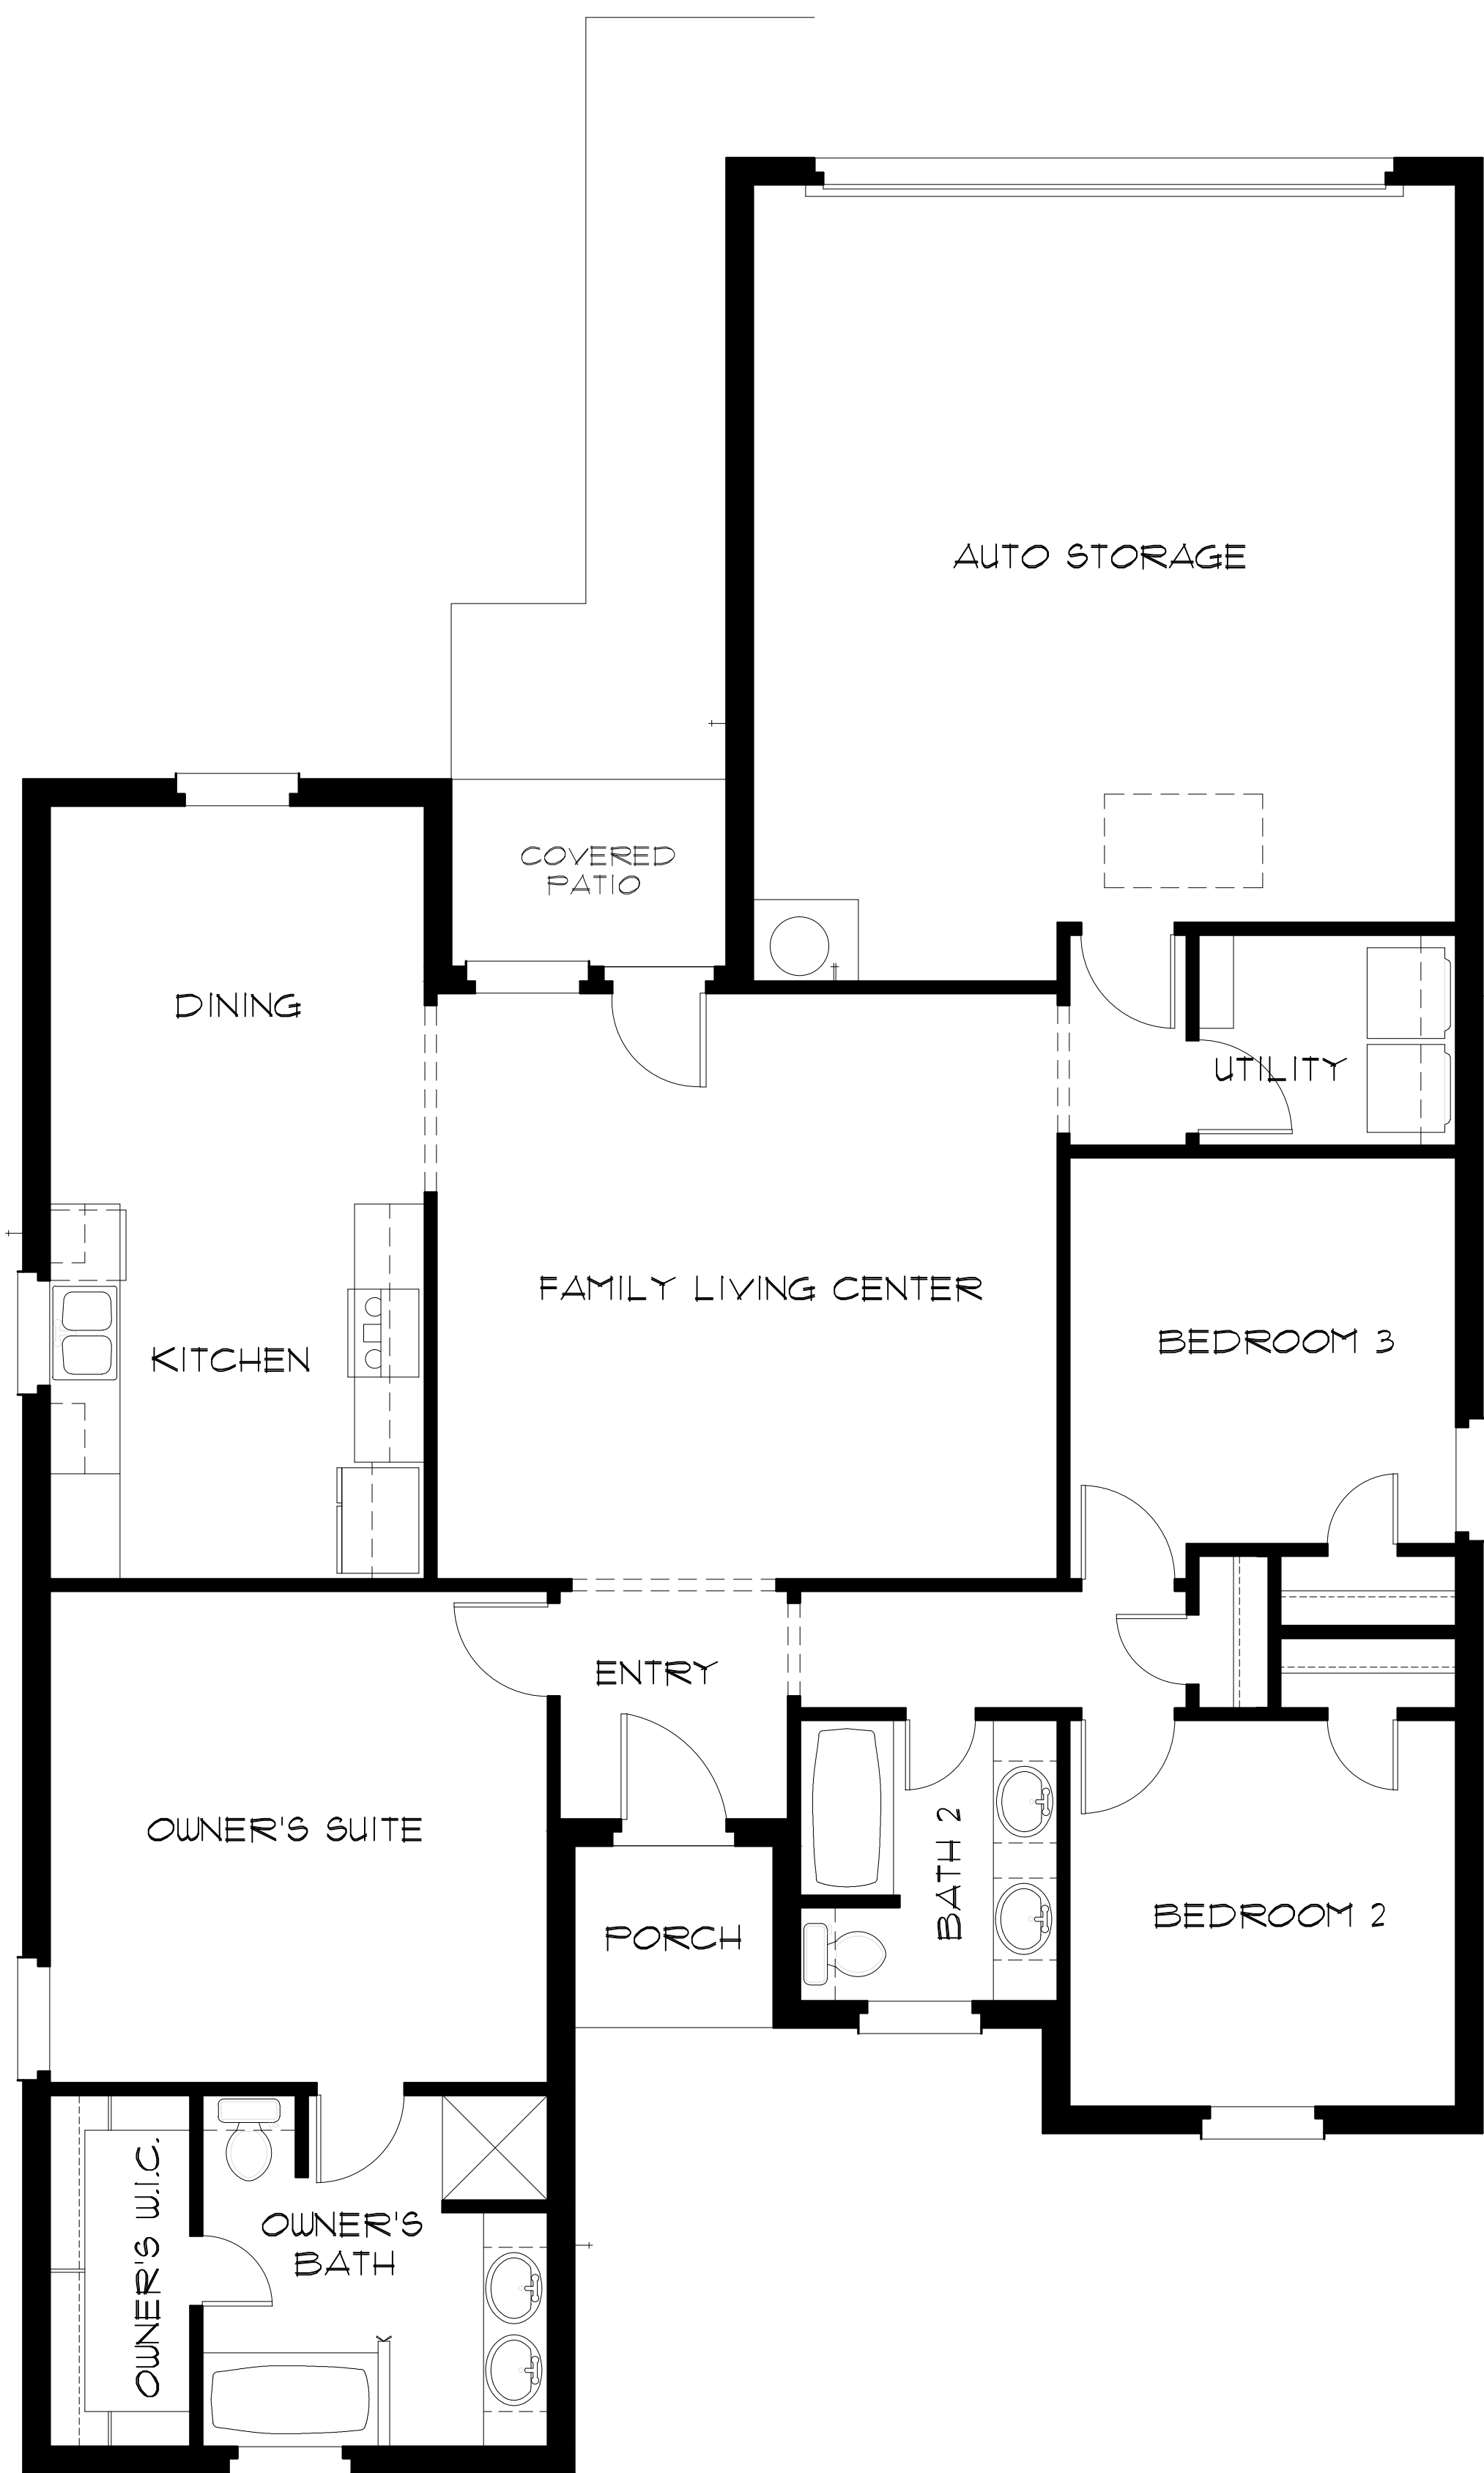 AUTO STORAGE
COVERED
PATIO
DINING
UTILITY
FAMILY LIVING CENTER
BEDROOM 3
KITCHEN
ENTRY
OWNER'S SUITE
BATH 2
BEDROOM 2
PORCH
OWNER'S W.I.C.
OWNER'S
BATH